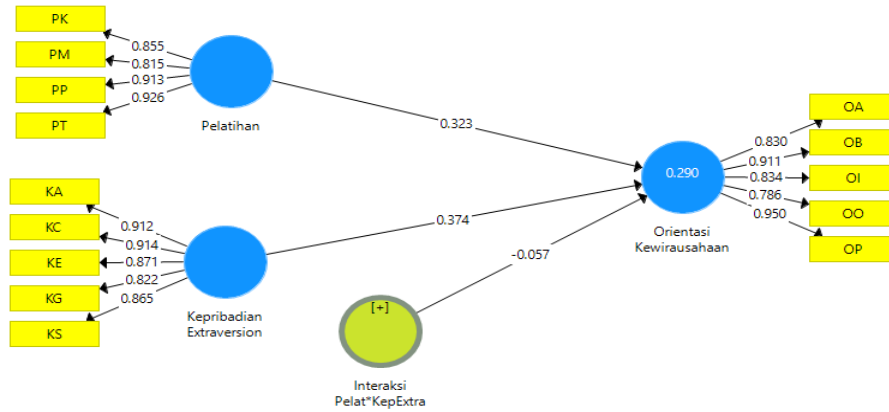 PK
PM
PP
PT
0.855
0.815
0.913
0.926
Pelatihan
0.323
KA
KC
KE
KG
KS
0.912
0.914
0.871
0.822
0.865
Kepribadian
Extraversion
0.374
[+]
Interaksi
Pelat*KepExtra
-0.057
0.290
Orientasi
Kewirausahaan
0.830
0.911
0.834
0.786
0.950
OA
OB
OI
OO
OP